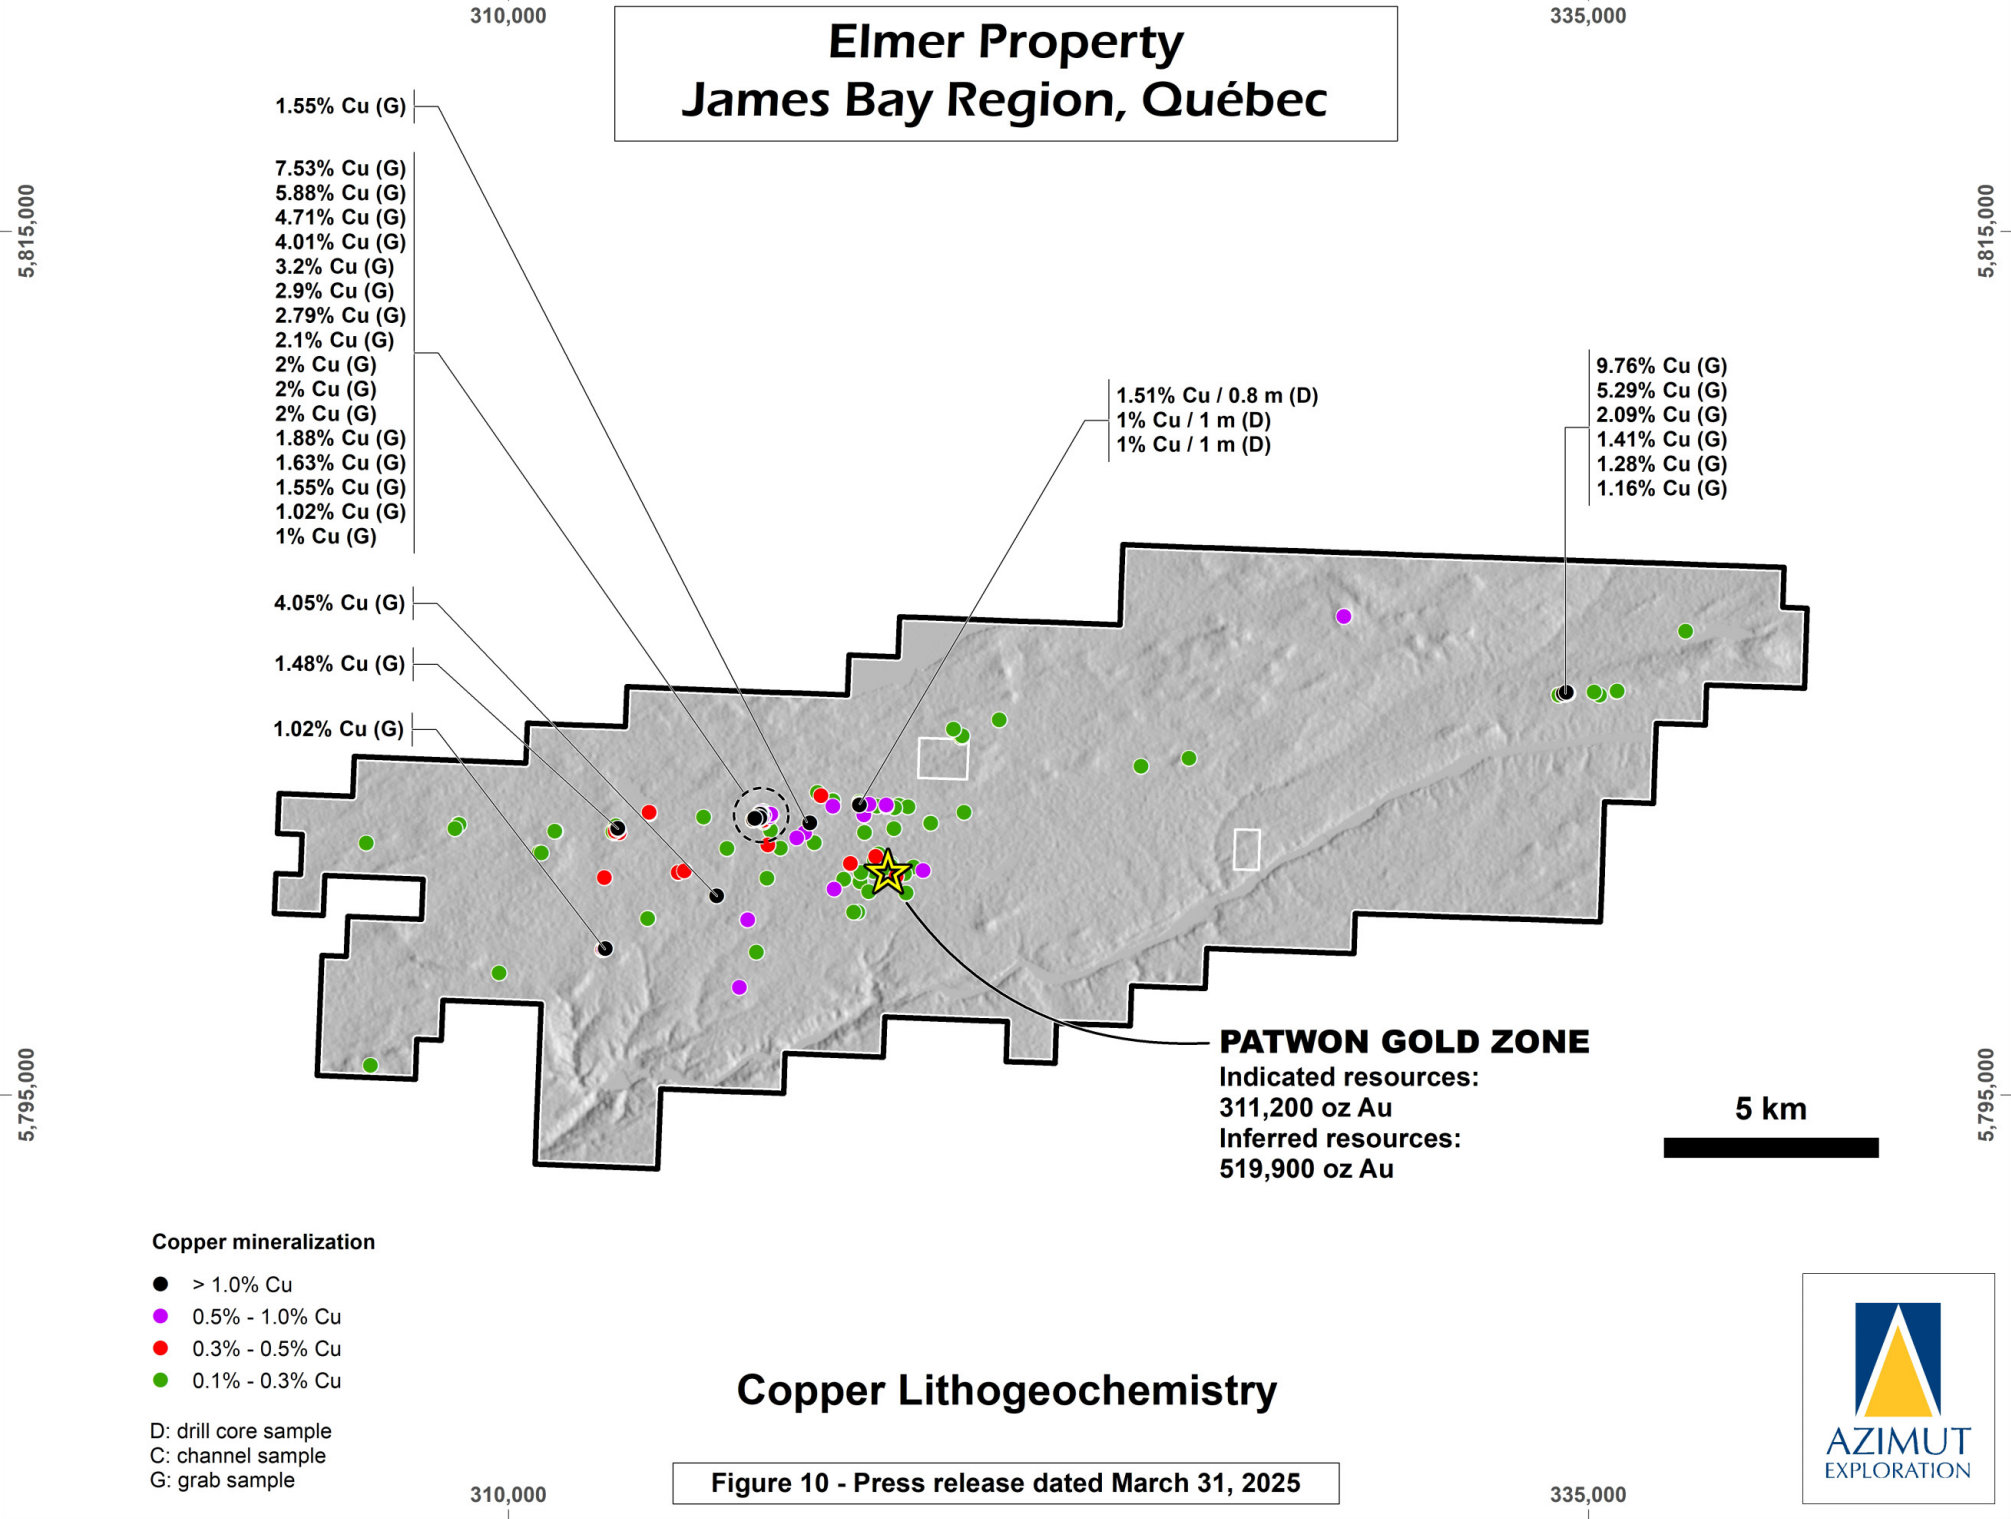 310,000
335,000
Elmer Property
James Bay Region, Québec
5,815,000
5,815,000
1.55% Cu (G)
7.53% Cu (G)
5.88% Cu (G)
4.71% Cu (G)
4.01% Cu (G)
3.2% Cu (G)
2.9% Cu (G)
2.79% Cu (G)
2.1% Cu (G)
2% Cu (G)
2% Cu (G)
2% Cu (G)
1.88% Cu (G)
1.63% Cu (G)
1.55% Cu (G)
1.02% Cu (G)
1% Cu (G)
4.05% Cu (G)
1.48% Cu (G)
1.02% Cu (G)
1.51% Cu / 0.8 m (D)
1% Cu / 1 m (D)
1% Cu / 1 m (D)
9.76% Cu (G)
5.29% Cu (G)
2.09% Cu (G)
1.41% Cu (G)
1.28% Cu (G)
1.16% Cu (G)
PATWON GOLD ZONE
Indicated resources:
311,200 oz Au
Inferred resources:
519,900 oz Au
5,795,000
5,795,000
5 km
Copper mineralization
> 1.0% Cu
0.5% - 1.0% Cu
0.3% - 0.5% Cu
0.1% - 0.3% Cu
D: drill core sample
C: channel sample
G: grab sample
Copper Lithogeochemistry
Figure 10 - Press release dated March 31, 2025
AZIMUT
EXPLORATION
310,000
335,000